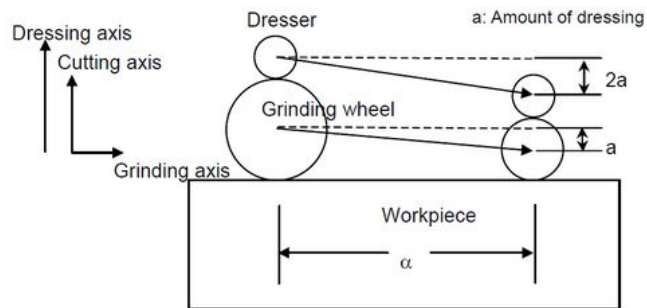 Dresser
a: Amount of dressing
Dressing axis
Cutting axis
2a
Grinding wheel
a
Grinding axis
Workpiece
α